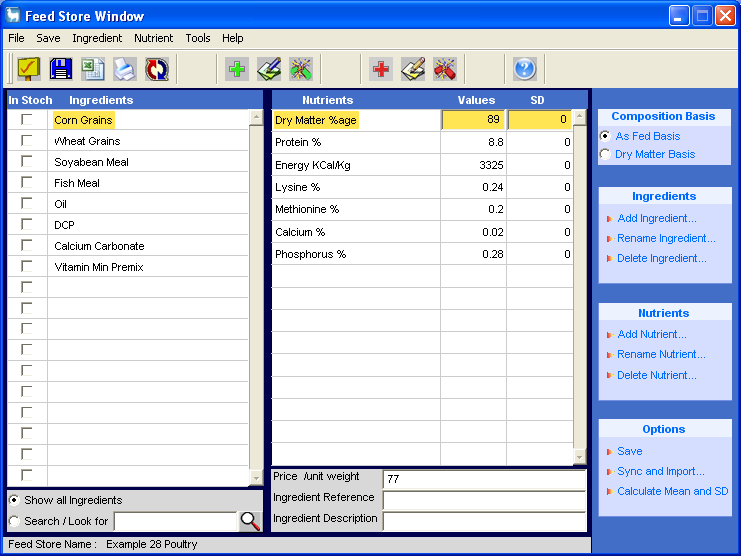 Feed Store Window
File Save Ingredient Nutrient Tools Help
In Stoch Ingredients
Corn Grains
Wheat Grains
Soyabean Meal
Fish Meal
Oil
DCP
Calcium Carbonate
Vitamin Min Premix
Show all Ingredients
Search / Look for
Nutrients Values SD
Dry Matter %age 89 0
Protein % 8.8 0
Energy KCal/Kg 3325 0
Lysine % 0.24 0
Methionine % 0.2 0
Calcium % 0.02 0
Phosphorus % 0.28 0
Price /unit weight 77
Ingredient Reference
Ingredient Description
Composition Basis
As Fed Basis
Dry Matter Basis
Ingredients
Add Ingredient...
Rename Ingredient...
Delete Ingredient...
Nutrients
Add Nutrient...
Rename Nutrient...
Delete Nutrient...
Options
Save
Sync and Import...
Calculate Mean and SD
Feed Store Name : Example 28 Poultry